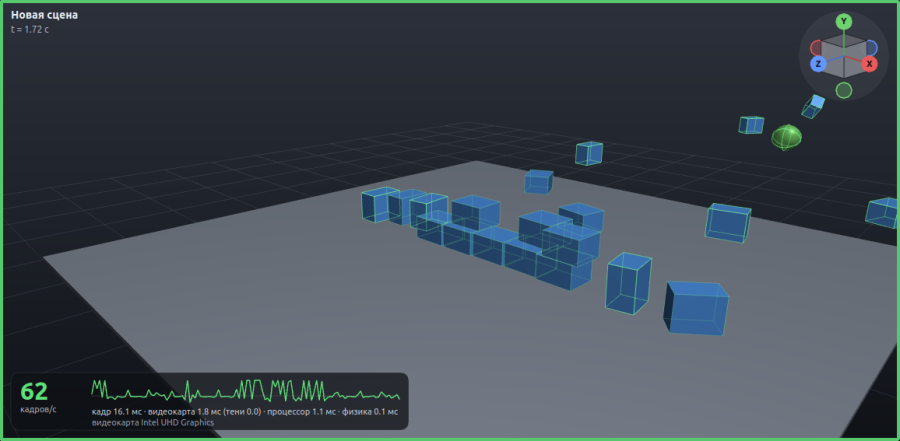 Новая сцена
t = 1.72 с
Y
Z
X
62
кадров/с
кадр 16.1 мс · видеокарта 1.8 мс (тени 0.0) · процессор 1.1 мс · физика 0.1 мс
видеокарта Intel UHD Graphics